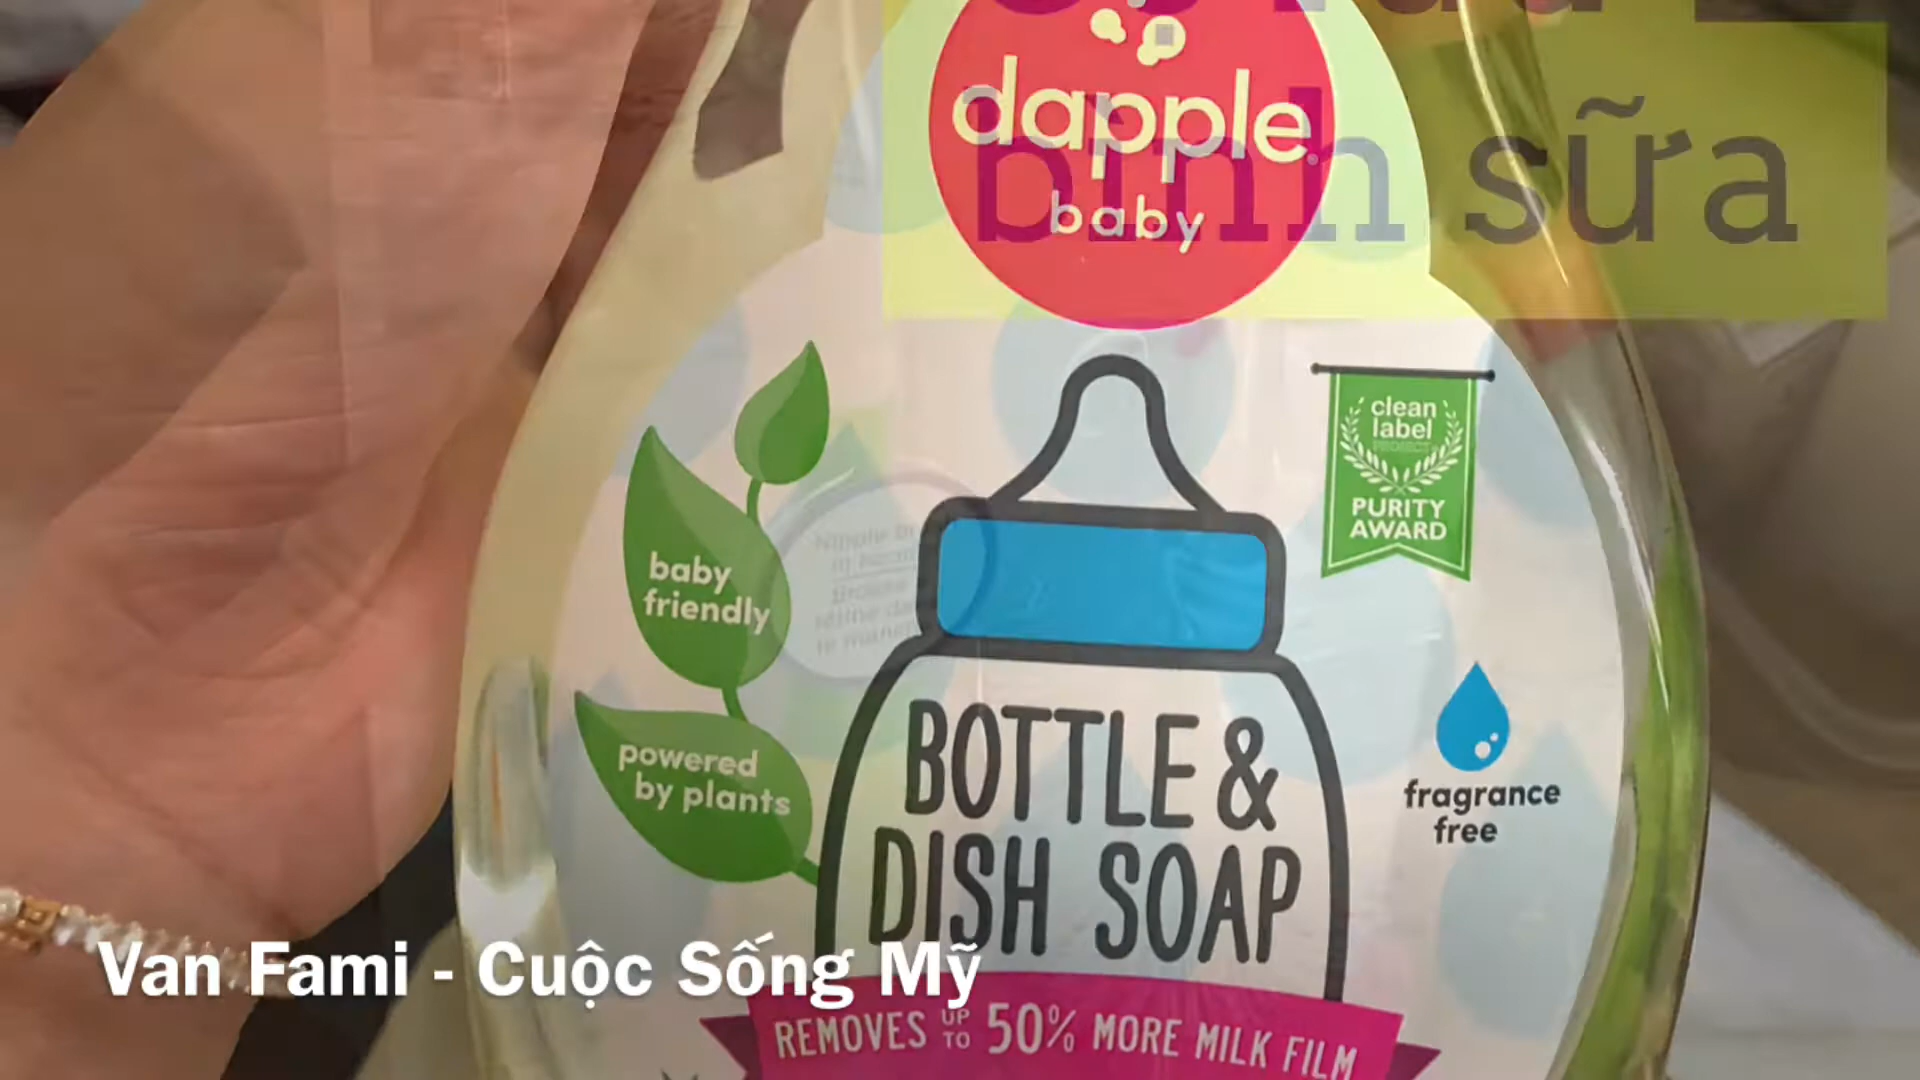 dapple
baby
bình sữa
clean
label
PROJECT
PURITY
AWARD
baby
friendly
powered
by plants
BOTTLE &
DISH SOAP
fragrance
free
Van Fami - Cuộc Sống Mỹ
REMOVES UP TO 50% MORE MILK FILM